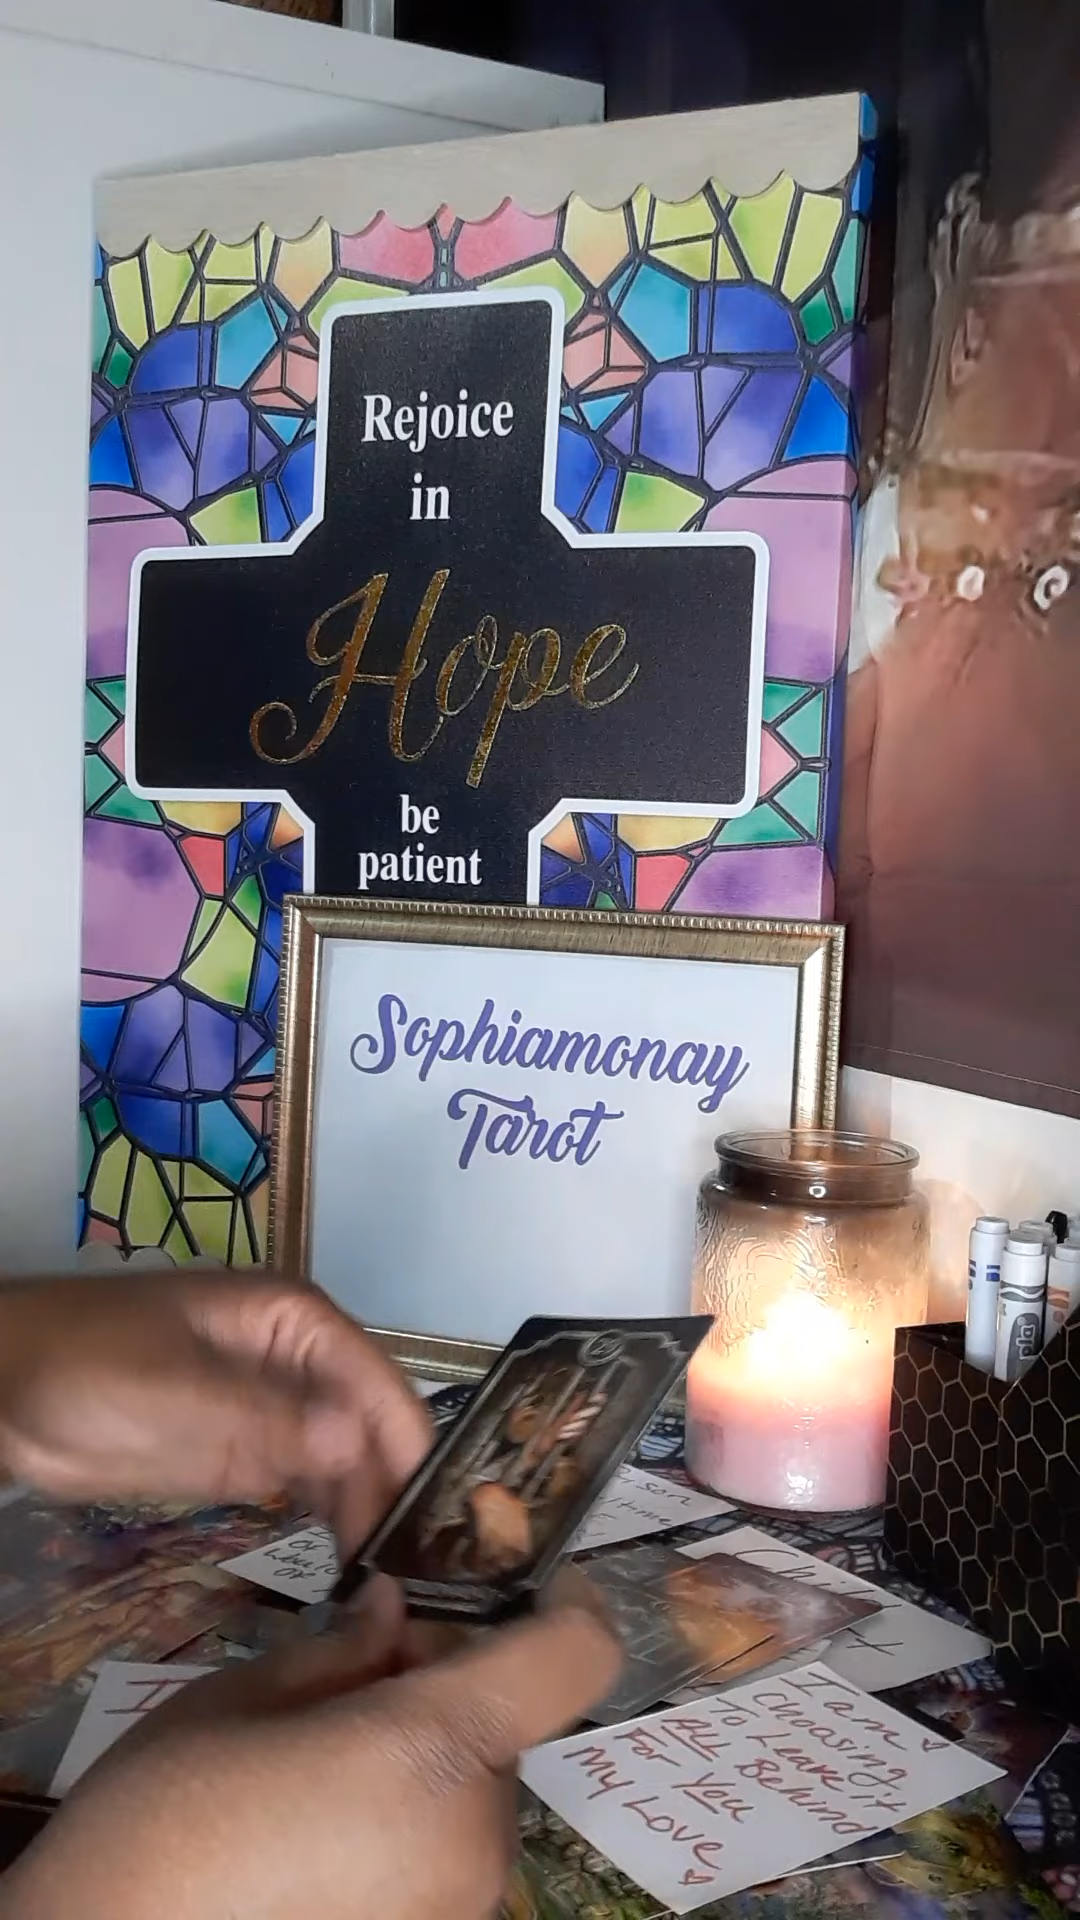 Rejoice
in
Hope
be
patient
Sophiamonay
Tarot
I am
Choosing
To Leave it
ALL Behind
For You
My Love